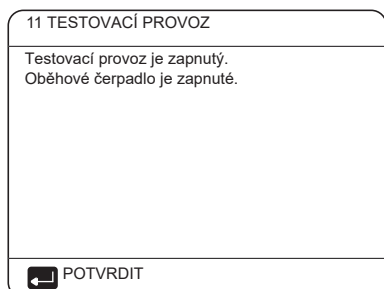 11 TESTOVACÍ PROVOZ
Testovací provoz je zapnutý.
Oběhové čerpadlo je zapnuté.
POTVRDIT